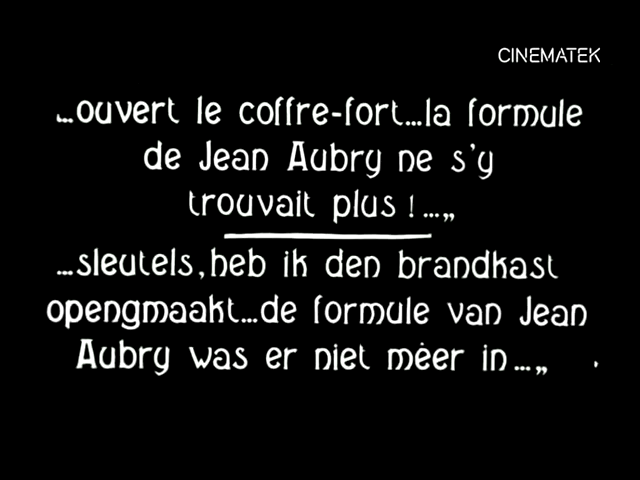 CINEMATEK
...ouvert le coffre-fort...la formule
de Jean Aubry ne s'y
trouvait plus !...„
...sleutels, heb ik den brandkast
opengmaakt...de formule van Jean
Aubry was er niet méer in...„